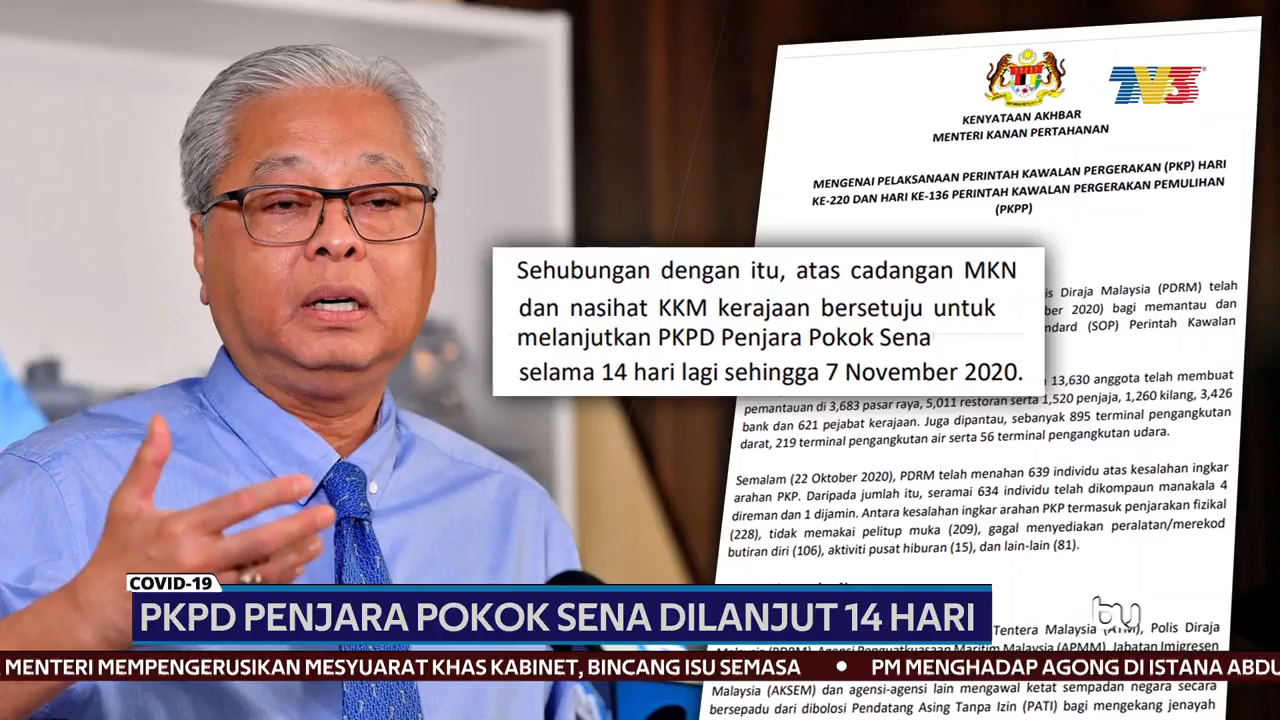 TV3
KENYATAAN AKHBAR
MENTERI KANAN PERTAHANAN
MENGENAI PELAKSANAAN PERINTAH KAWALAN PERGERAKAN (PKP) HARI
KE-220 DAN HARI KE-136 PERINTAH KAWALAN PERGERAKAN PEMULIHAN
(PKPP)
Sehubungan dengan itu, atas cadangan MKN
dan nasihat KKM kerajaan bersetuju untuk
melanjutkan PKPD Penjara Pokok Sena
selama 14 hari lagi sehingga 7 November 2020.
Diraja Malaysia (PDRM) telah
2020) bagi memantau dan
(SOP) Perintah Kawalan
13,630 anggota telah membuat
pemantauan di 3,683 pasar raya, 5,011 restoran serta 1,520 penjaja, 1,260 kilang, 3,426
bank dan 621 pejabat kerajaan. Juga dipantau, sebanyak 895 terminal pengangkutan
darat, 219 terminal pengangkutan air serta 56 terminal pengangkutan udara.
Semalam (22 Oktober 2020), PDRM telah menahan 639 individu atas kesalahan ingkar
arahan PKP. Daripada jumlah itu, seramai 634 individu telah dikompaun manakala 4
direman dan 1 dijamin. Antara kesalahan ingkar arahan PKP termasuk penjarakan fizikal
(228), tidak memakai pelitup muka (209), gagal menyediakan peralatan/merekod
butiran diri (106), aktiviti pusat hiburan (15), dan lain-lain (81).
COVID-19
PKPD PENJARA POKOK SENA DILANJUT 14 HARI
buu
Tentera Malaysia (ATM), Polis Diraja
MENTERI MEMPENGERUSIKAN MESYUARAT KHAS KABINET, BINCANG ISU SEMASA • PM MENGHADAP AGONG DI ISTANA ABDU
Malaysia (AKSEM) dan agensi-agensi lain mengawal ketat sempadan negara secara
bersepadu dari dibolosi Pendatang Asing Tanpa Izin (PATI) bagi mengekang jenayah